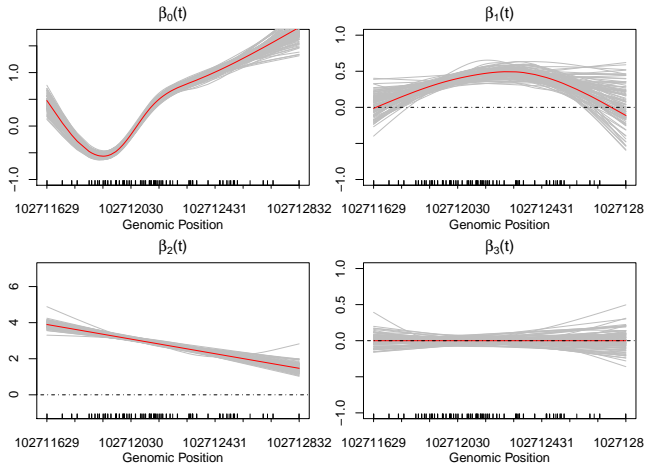 β0(t)
−1.0 0.0 1.0
102711629 102712030 102712431 102712832
Genomic Position
β1(t)
−1.0 0.0 0.5 1.0
102711629 102712030 102712431 1027128
Genomic Position
β2(t)
0 2 4 6
102711629 102712030 102712431 102712832
Genomic Position
β3(t)
−1.0 0.0 0.5 1.0
102711629 102712030 102712431 1027128
Genomic Position